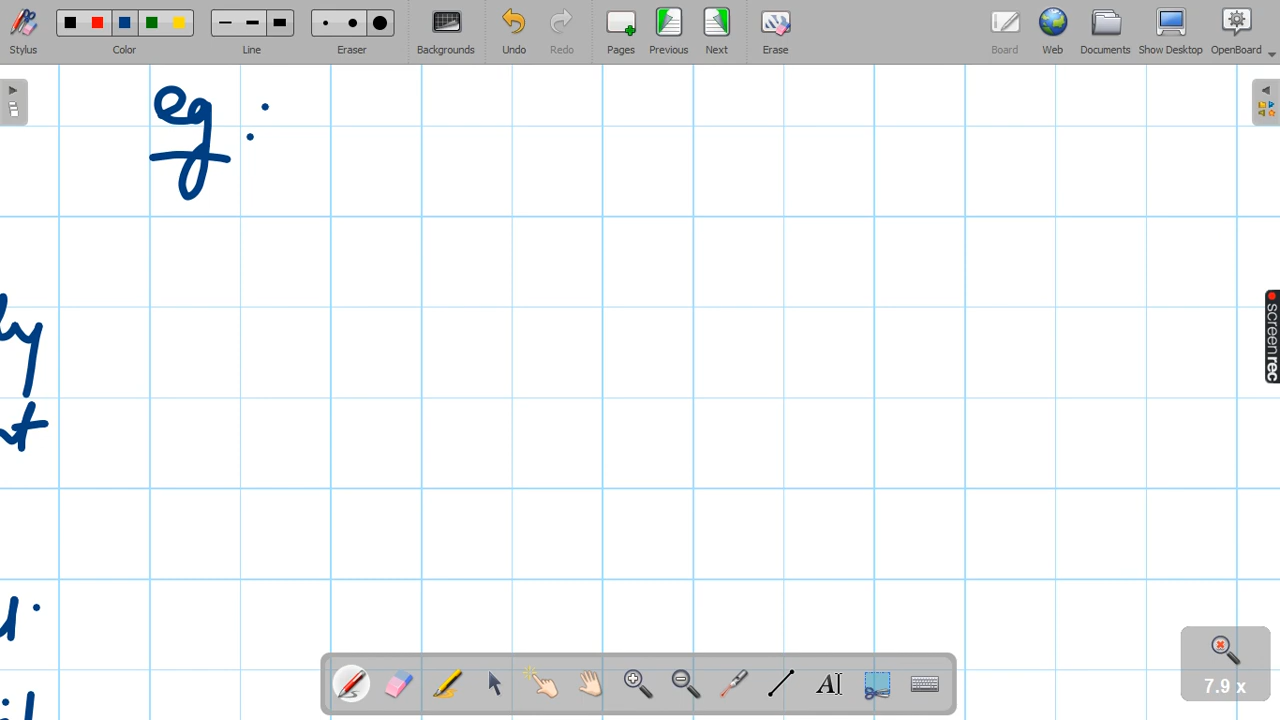 Stylus
Color
Line
Eraser
Backgrounds
Undo
Redo
Pages
Previous
Next
Erase
Board
Web
Documents
Show Desktop
OpenBoard
eg :
screenrec
A
7.9 x